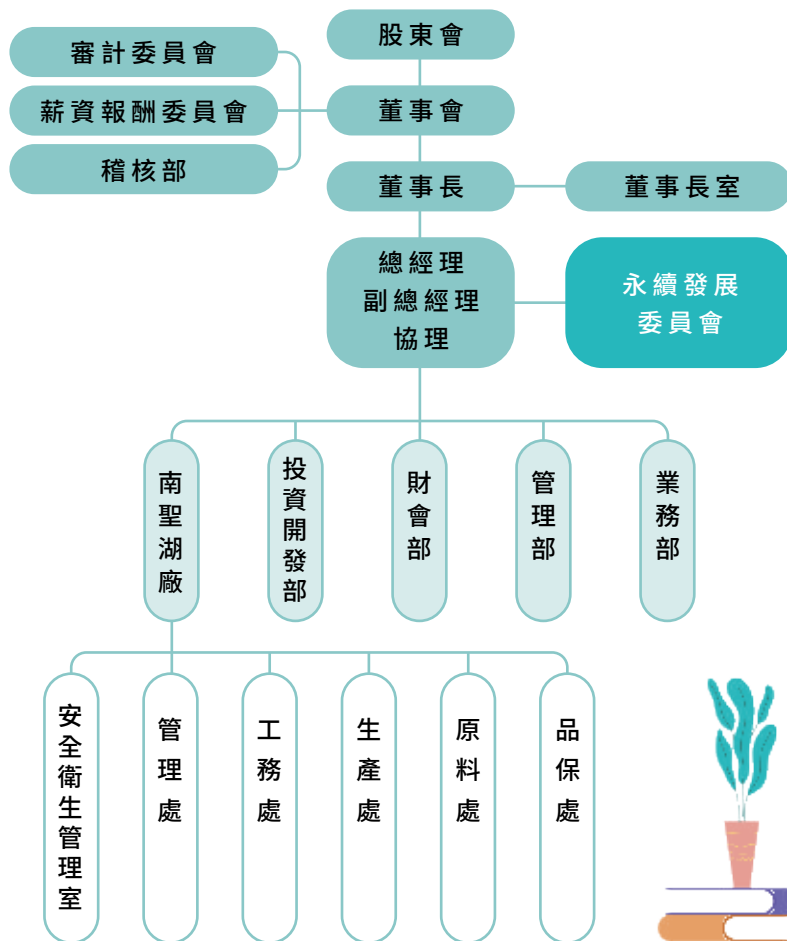 股東會
審計委員會
薪資報酬委員會
董事會
稽核部
董事長
董事長室
總經理
副總經理
協理
永續發展
委員會
南聖湖廠
投資開發部
財會部
管理部
業務部
安全衛生管理室
管理處
工務處
生產處
原料處
品保處